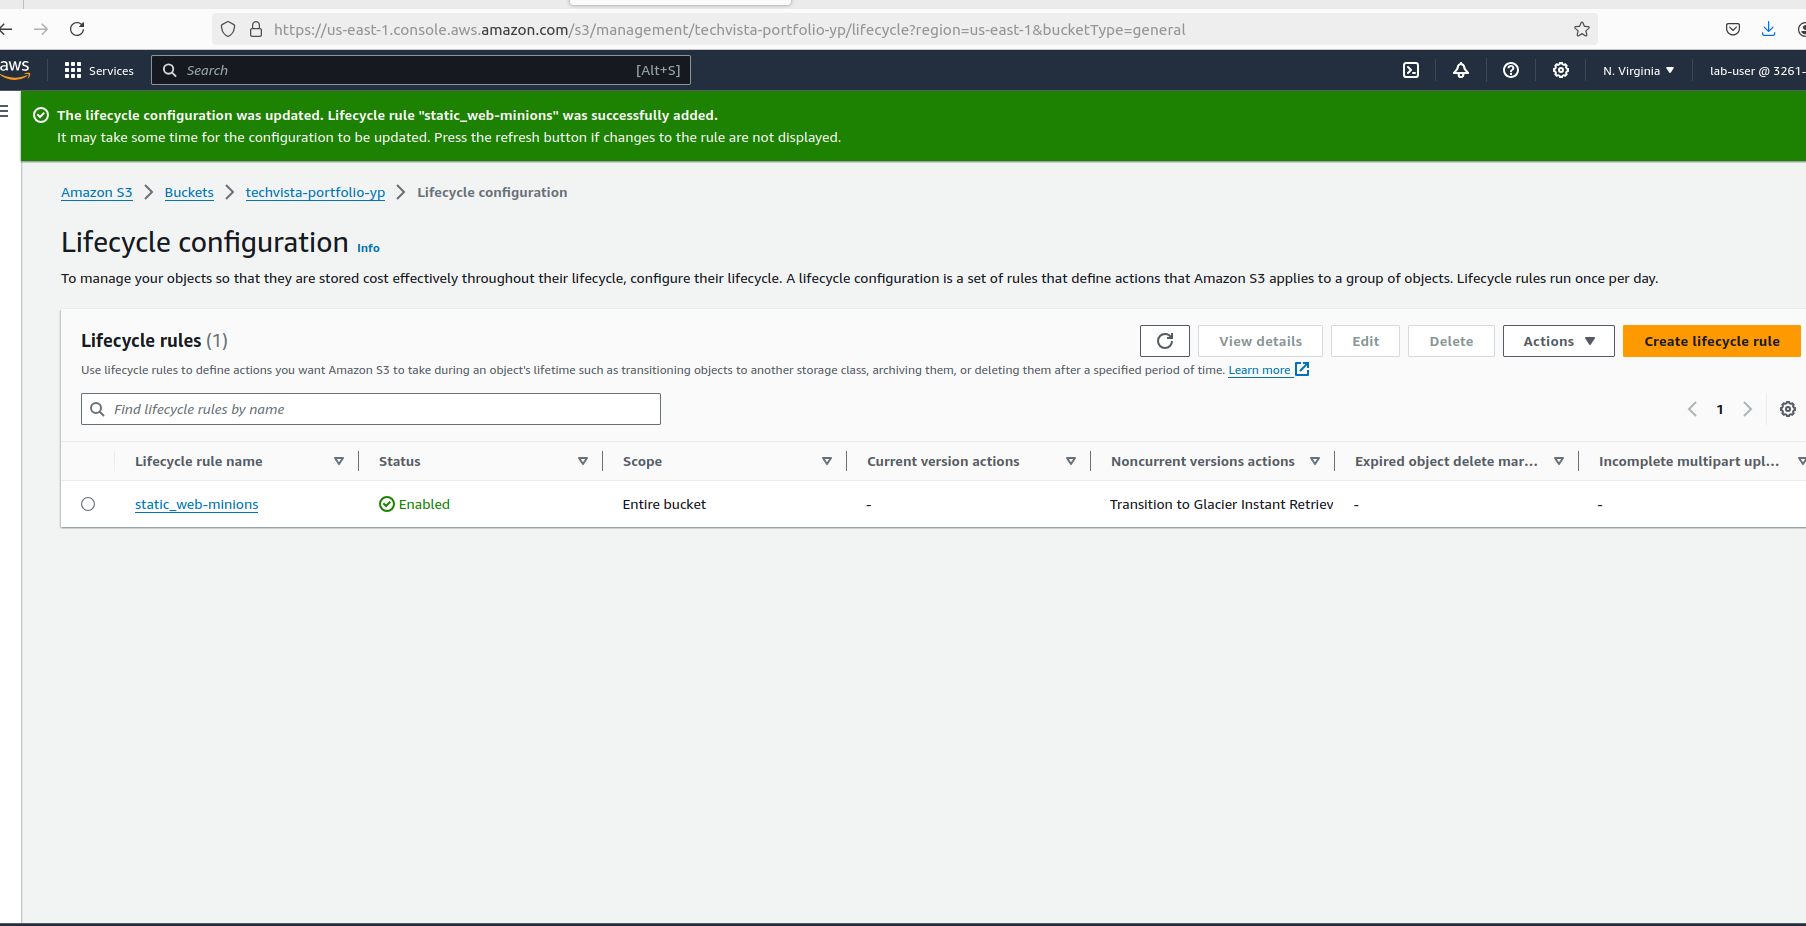 https://us-east-1.console.aws.amazon.com/s3/management/techvista-portfolio-yp/lifecycle?region=us-east-1&bucketType=general
aws Services Search [Alt+S] N. Virginia lab-user @ 3261-
The lifecycle configuration was updated. Lifecycle rule "static_web-minions" was successfully added.
It may take some time for the configuration to be updated. Press the refresh button if changes to the rule are not displayed.
Amazon S3 Buckets techvista-portfolio-yp Lifecycle configuration
Lifecycle configuration Info
To manage your objects so that they are stored cost effectively throughout their lifecycle, configure their lifecycle. A lifecycle configuration is a set of rules that define actions that Amazon S3 applies to a group of objects. Lifecycle rules run once per day.
Lifecycle rules (1) View details Edit Delete Actions Create lifecycle rule
Use lifecycle rules to define actions you want Amazon S3 to take during an object's lifetime such as transitioning objects to another storage class, archiving them, or deleting them after a specified period of time. Learn more
Find lifecycle rules by name 1
Lifecycle rule name Status Scope Current version actions Noncurrent versions actions Expired object delete mar... Incomplete multipart upl...
static_web-minions Enabled Entire bucket - Transition to Glacier Instant Retriev - -